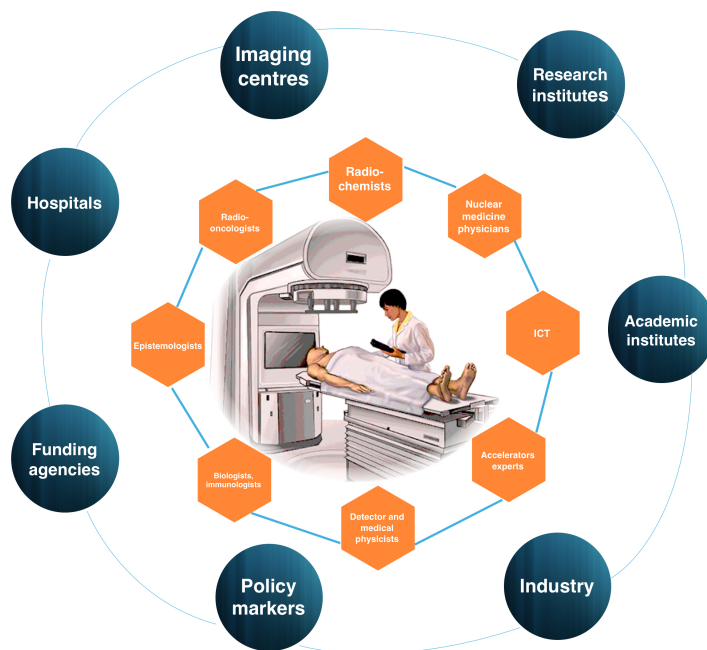 Imaging
centres
Research
institutes
Hospitals
Academic
institutes
Funding
agencies
Policy
markers
Industry
Radio-
chemists
Nuclear
medicine
physicians
Radio-
oncologists
ICT
Epistemologists
Accelerators
experts
Biologists,
immunologists
Detector and
medical
physicists